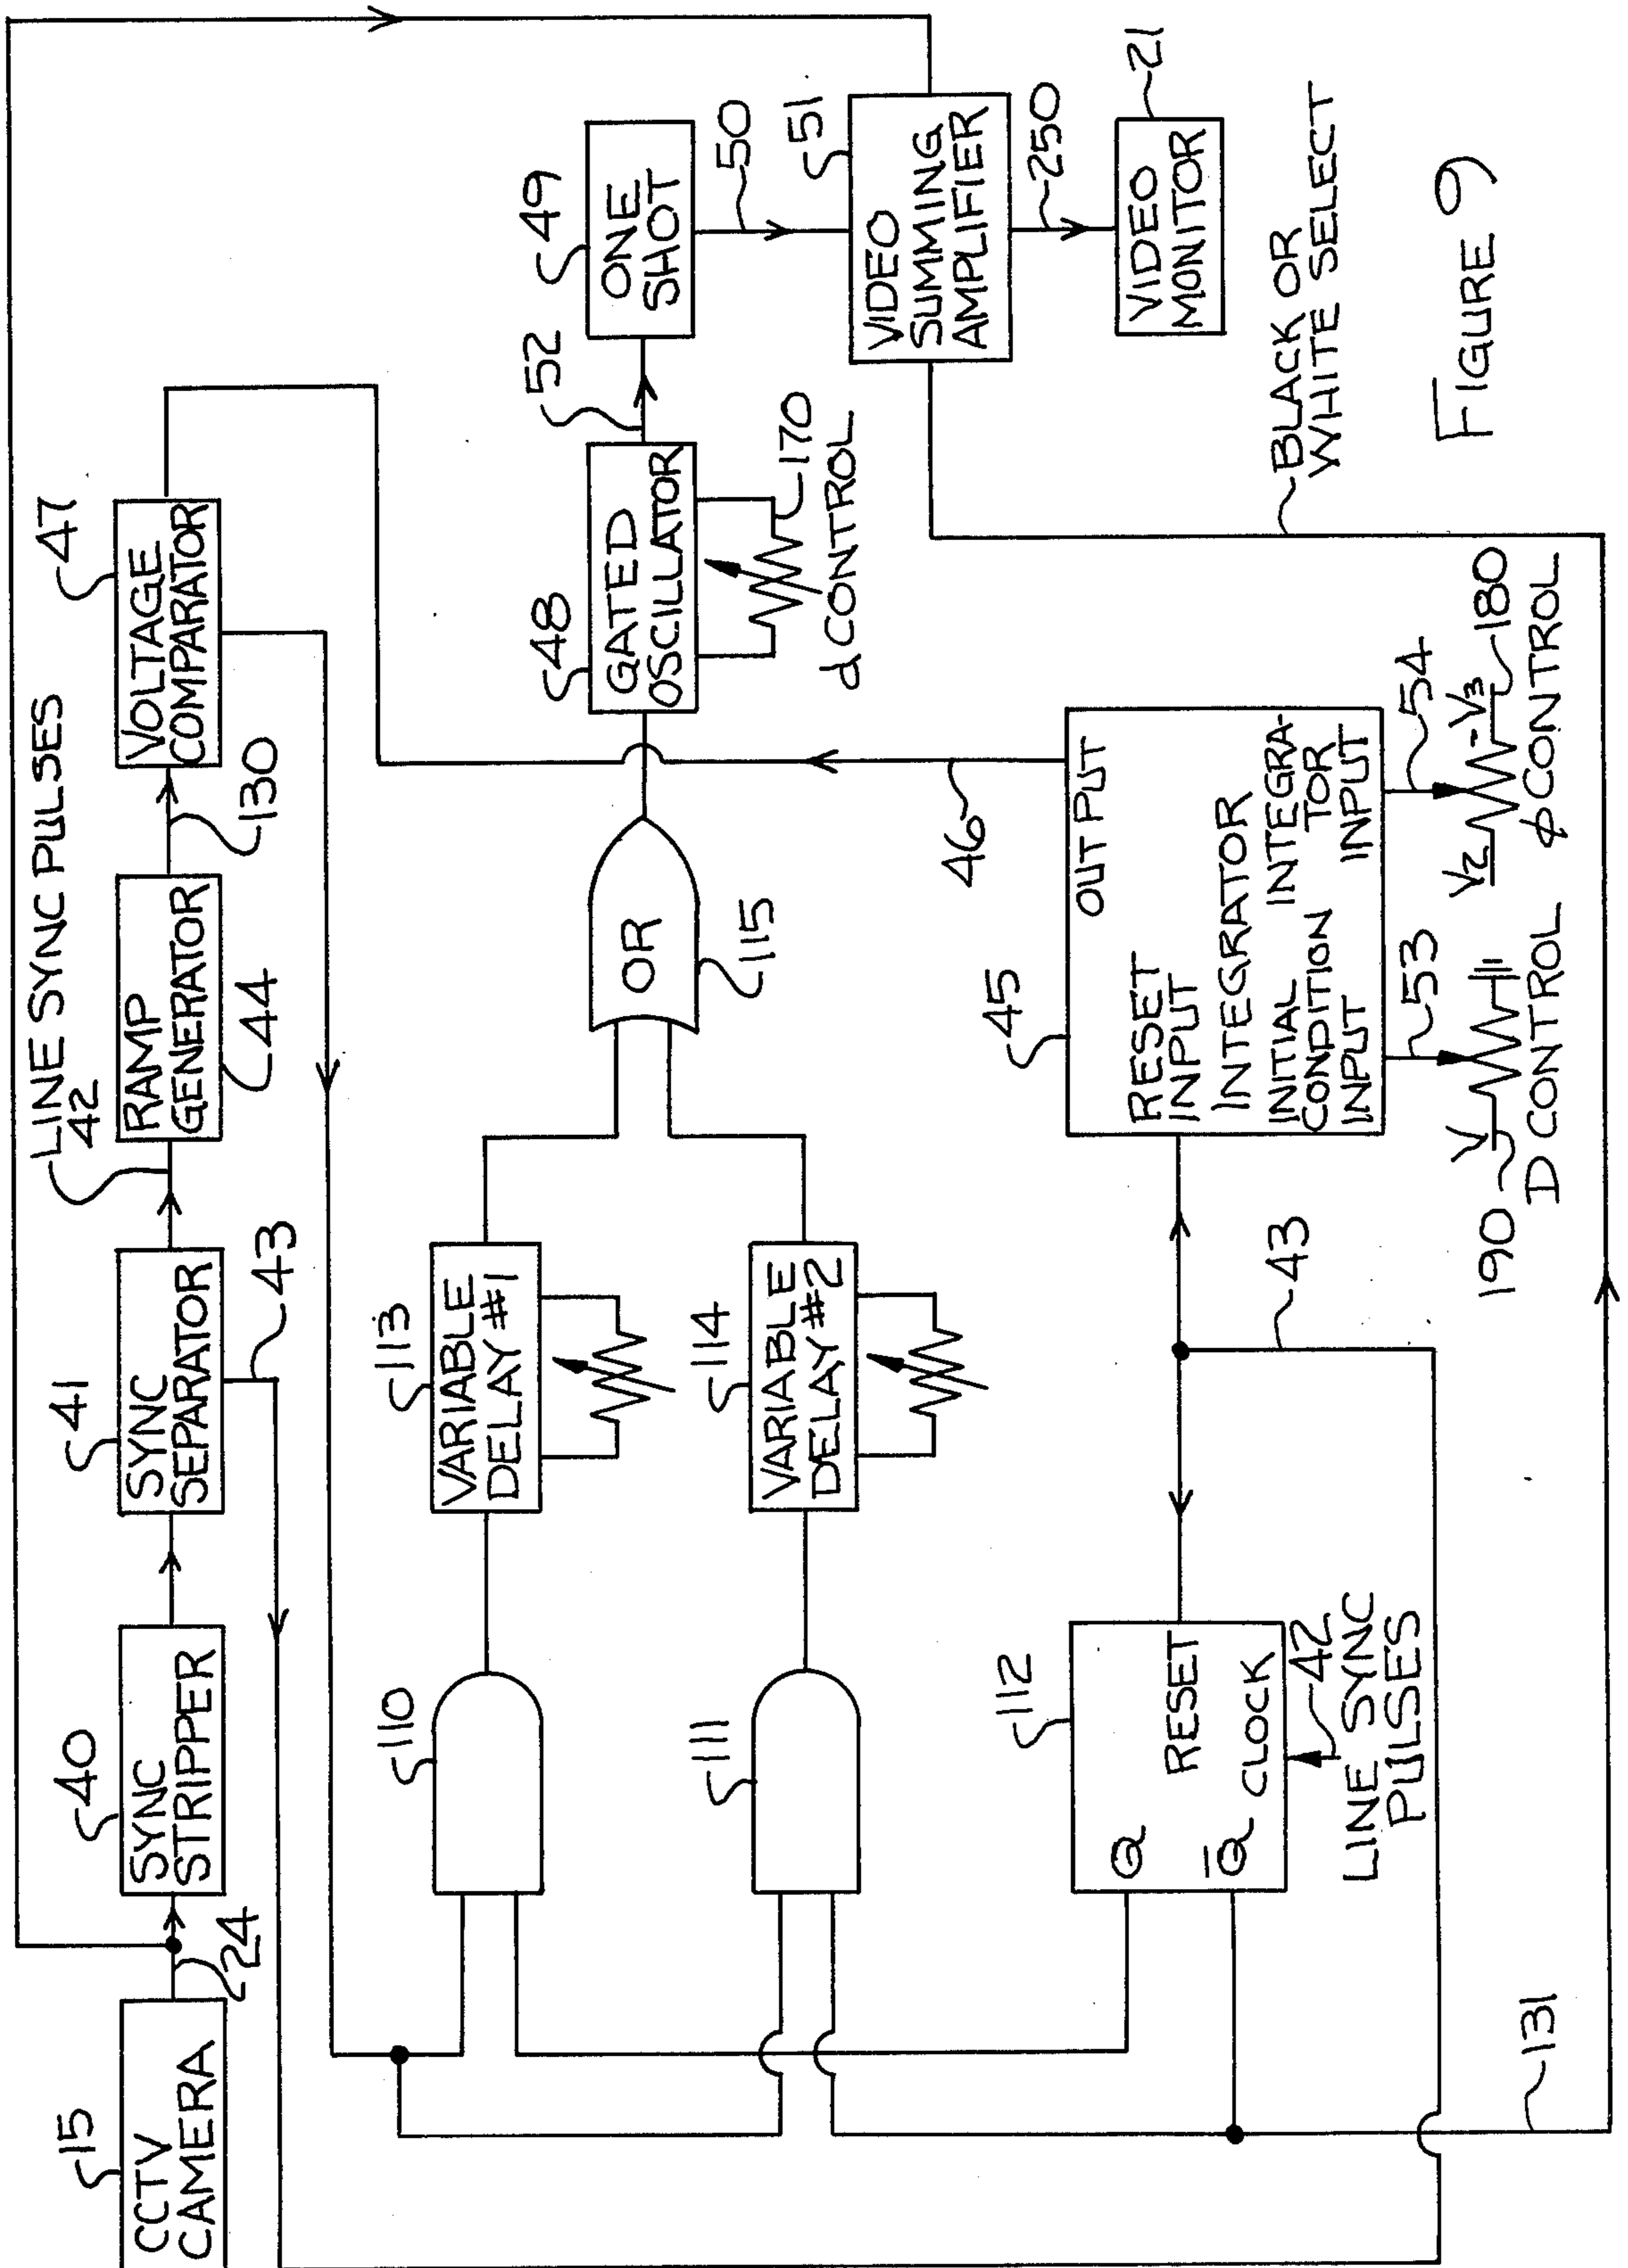 15
CCTV
CAMERA
24
40
SYNC
STRIPPER
41
SYNC
SEPARATOR
43
LINE SYNC PULSES
42
RAMP
GENERATOR
44
130
47
VOLTAGE
COMPARATOR
110
113
VARIABLE
DELAY #1
111
114
VARIABLE
DELAY #2
OR
115
48
GATED
OSCILLATOR
170
d CONTROL
52
49
ONE
SHOT
50
51
VIDEO
SUMMING
AMPLIFIER
250
VIDEO
MONITOR
21
112
Q
Q̅
RESET
CLOCK
42
LINE SYNC
PULSES
43
45
RESET
INPUT
OUTPUT
INTEGRATOR
INITIAL
CONDITION
INPUT
INTEGRA-
TOR
INPUT
46
53
54
V
190
D CONTROL
V2
-V3
180
φ CONTROL
131
BLACK OR
WHITE SELECT
FIGURE 9